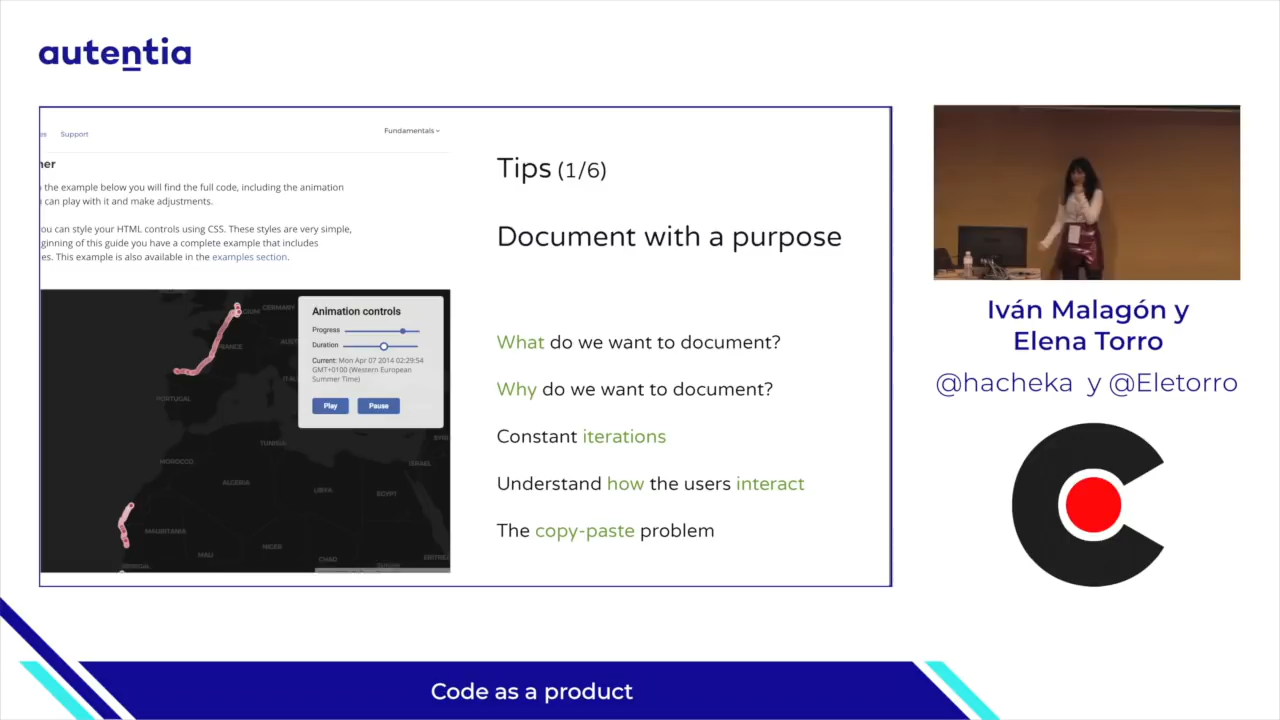 autentia
Support
Fundamentals
the example below you will find the full code, including the animation
can play with it and make adjustments.
ou can style your HTML controls using CSS. These styles are very simple,
ginning of this guide you have a complete example that includes
es. This example is also available in the examples section.
Animation controls
Progress
Duration
Current: Mon Apr 07 2014 02:29:54
GMT+0100 (Western European
Summer Time)
Play Pause
GERMANY
FRANCE
PORTUGAL
TUNISIA
MOROCCO
ISRAEL
ALGERIA
LIBYA
EGYPT
MAURITANIA
NIGER
MALI
CHAD
Tips (1/6)
Document with a purpose
What do we want to document?
Why do we want to document?
Constant iterations
Understand how the users interact
The copy-paste problem
Iván Malagón y
Elena Torro
@hacheka y @Eletorro
Code as a product